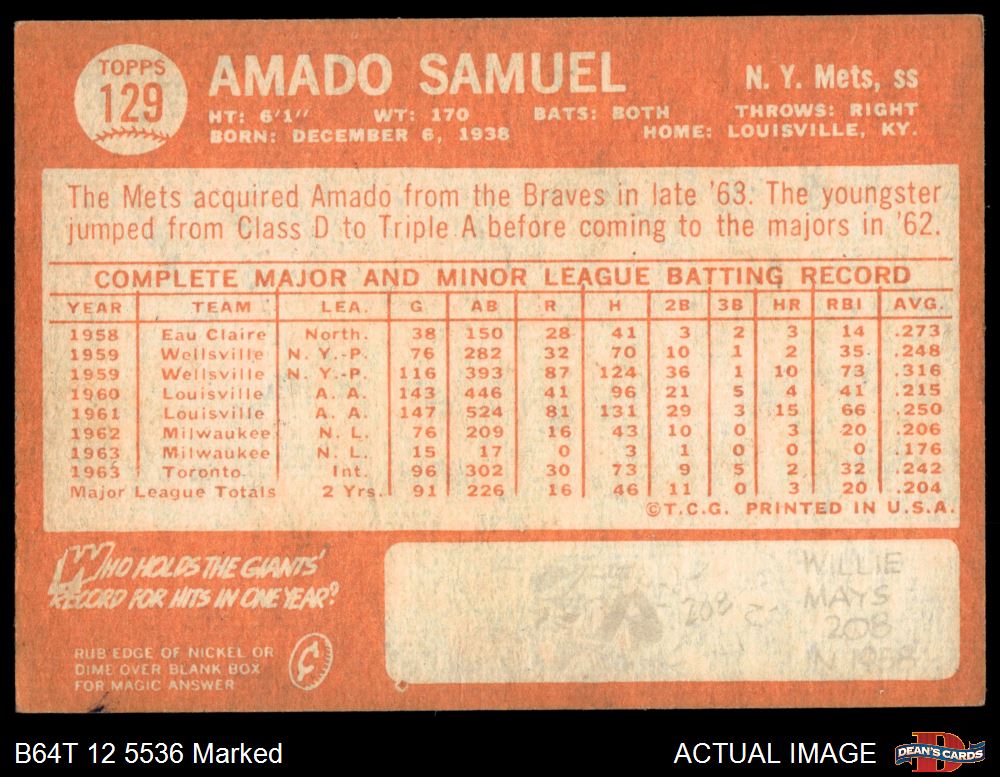 TOPPS
129
AMADO SAMUEL
N. Y. Mets, ss
HT: 6'1" WT: 170 BATS: BOTH THROWS: RIGHT
BORN: DECEMBER 6, 1938 HOME: LOUISVILLE, KY.
The Mets acquired Amado from the Braves in late '63. The youngster
jumped from Class D to Triple A before coming to the majors in '62.
COMPLETE MAJOR AND MINOR LEAGUE BATTING RECORD
YEAR TEAM LEA. G AB R H 2B 3B HR RBI AVG.
1958 Eau Claire North. 38 150 28 41 3 2 3 14 .273
1959 Wellsville N. Y.-P. 76 282 32 70 10 1 2 35 .248
1959 Wellsville N. Y.-P. 116 393 87 124 36 1 10 73 .316
1960 Louisville A. A. 143 446 41 96 21 5 4 41 .215
1961 Louisville A. A. 147 524 81 131 29 3 15 66 .250
1962 Milwaukee N. L. 76 209 16 43 10 0 3 20 .206
1963 Milwaukee N. L. 15 17 0 3 1 0 0 0 .176
1963 Toronto Int. 96 302 30 73 9 5 2 32 .242
Major League Totals 2 Yrs. 91 226 16 46 11 0 3 20 .204
©T.C.G. PRINTED IN U.S.A.
WHO HOLDS THE GIANTS'
RECORD FOR HITS IN ONE YEAR?
RUB EDGE OF NICKEL OR
DIME OVER BLANK BOX
FOR MAGIC ANSWER
208
WILLIE
MAYS
208
IN 1958
B64T 12 5536 Marked
ACTUAL IMAGE
DEAN'S CARDS